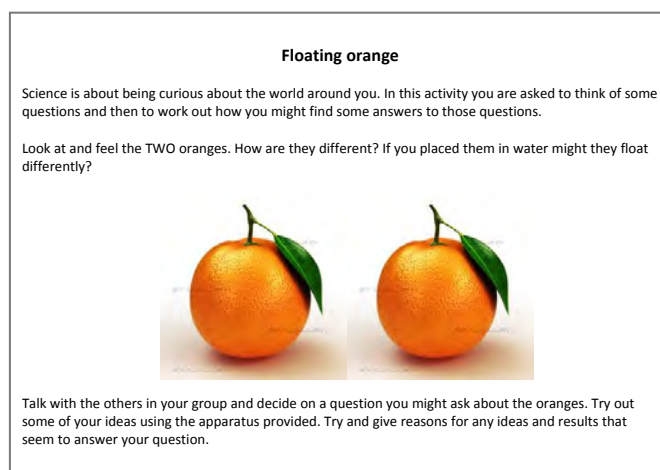 Floating orange
Science is about being curious about the world around you. In this activity you are asked to think of some
questions and then to work out how you might find some answers to those questions.
Look at and feel the TWO oranges. How are they different? If you placed them in water might they float
differently?
Talk with the others in your group and decide on a question you might ask about the oranges. Try out
some of your ideas using the apparatus provided. Try and give reasons for any ideas and results that
seem to answer your question.